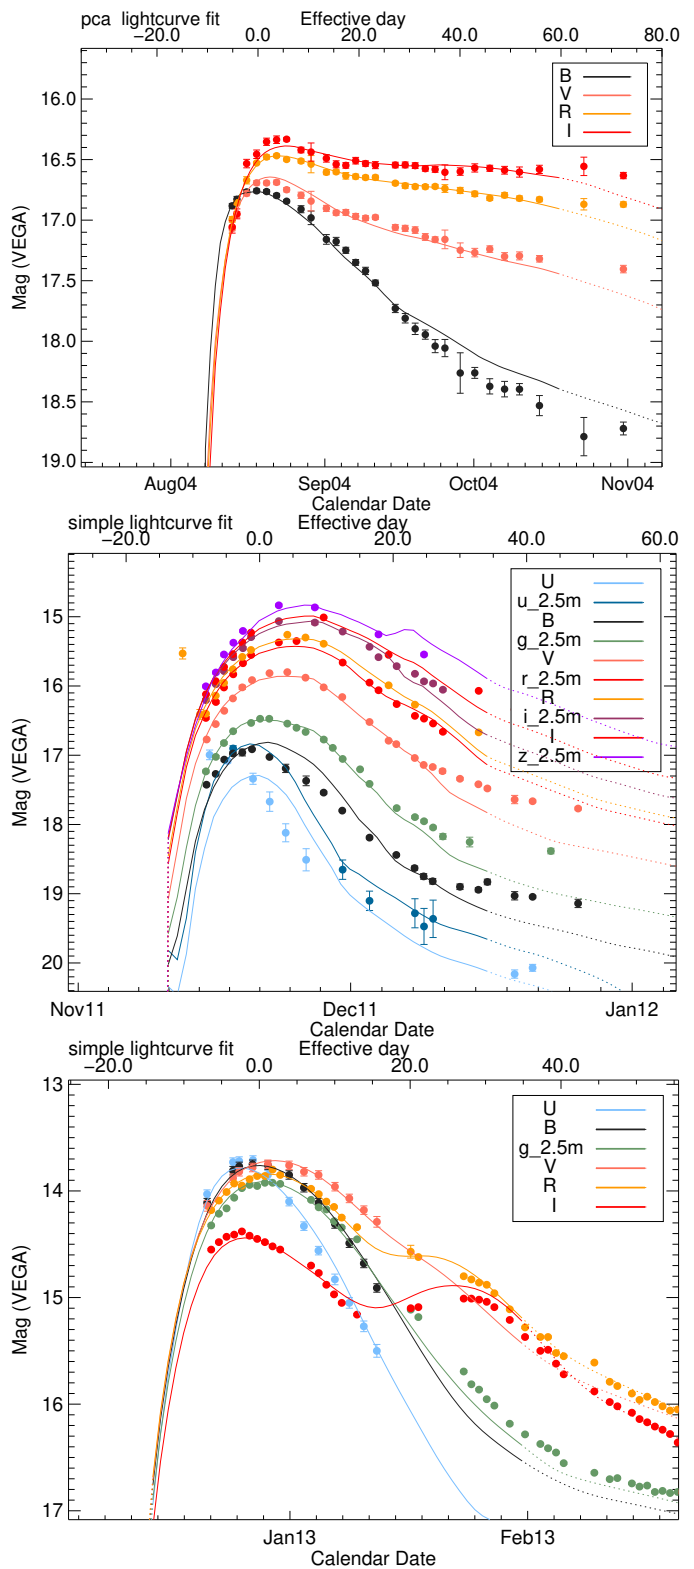 pca lightcurve fit Effective day
−20.0 0.0 20.0 40.0 60.0 80.0
B
V
R
I
16.0
16.5
17.0
17.5
18.0
18.5
19.0
Mag (VEGA)
Aug04 Sep04 Oct04 Nov04
Calendar Date
simple lightcurve fit Effective day
−20.0 0.0 20.0 40.0 60.0
U
u_2.5m
B
g_2.5m
V
r_2.5m
R
i_2.5m
I
z_2.5m
15
16
17
18
19
20
Mag (VEGA)
Nov11 Dec11 Jan12
Calendar Date
simple lightcurve fit Effective day
−20.0 0.0 20.0 40.0
U
B
g_2.5m
V
R
I
13
14
15
16
17
Mag (VEGA)
Jan13 Feb13
Calendar Date